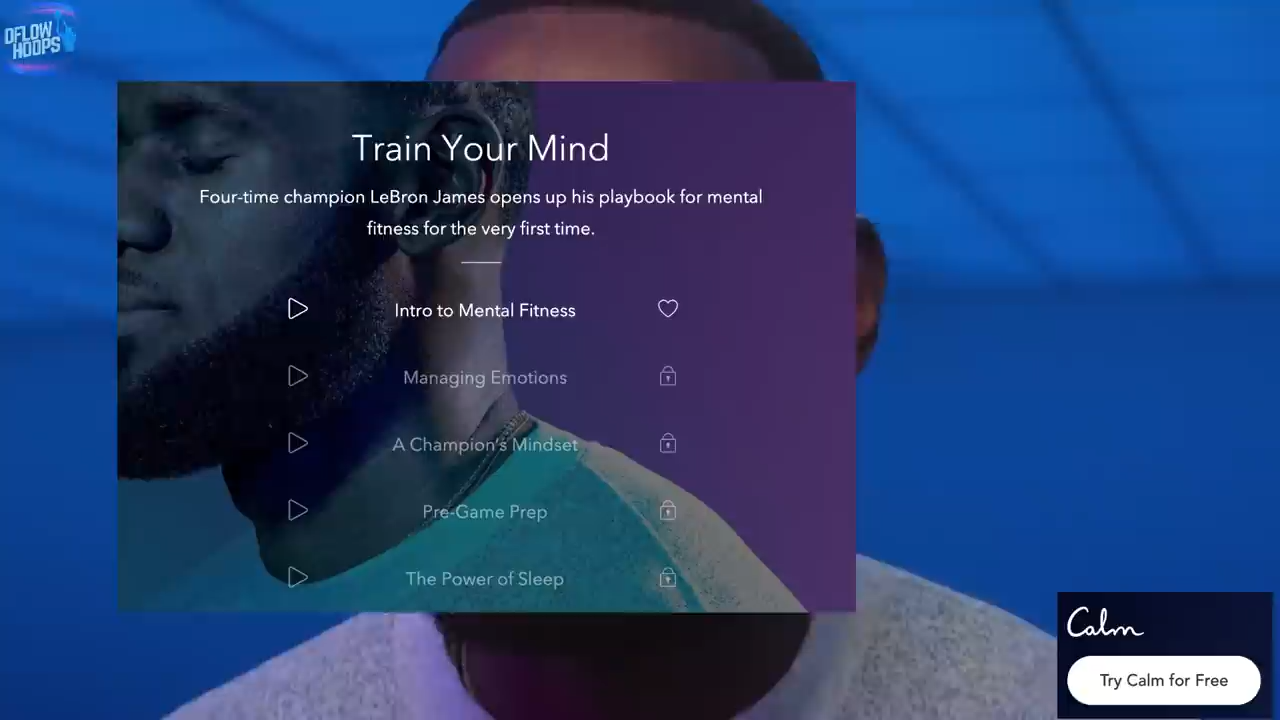 DFLOW
HOOPS
Train Your Mind
Four-time champion LeBron James opens up his playbook for mental
fitness for the very first time.
Intro to Mental Fitness
Managing Emotions
A Champion's Mindset
Pre-Game Prep
The Power of Sleep
Calm
Try Calm for Free